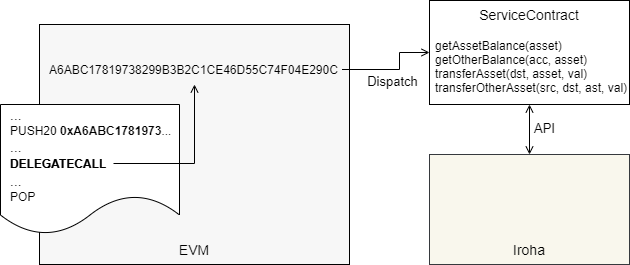 ServiceContract
getAssetBalance(asset)
getOtherBalance(acc, asset)
transferAsset(dst, asset, val)
transferOtherAsset(src, dst, ast, val)
A6ABC17819738299B3B2C1CE46D55C74F04E290C
Dispatch
...
PUSH20 0xA6ABC1781973...
...
DELEGATECALL
...
POP
API
EVM
Iroha